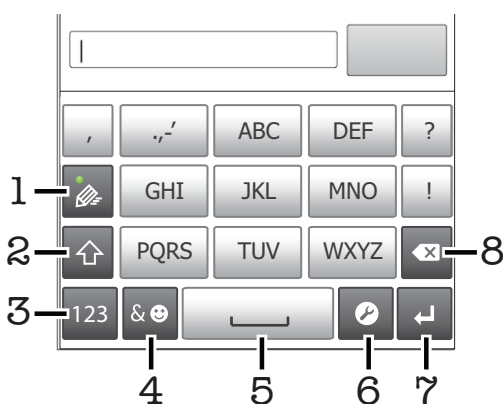 , .,-′ ABC DEF ?
1 GHI JKL MNO !
2 PQRS TUV WXYZ 8
3 123 &
4 5 6 7